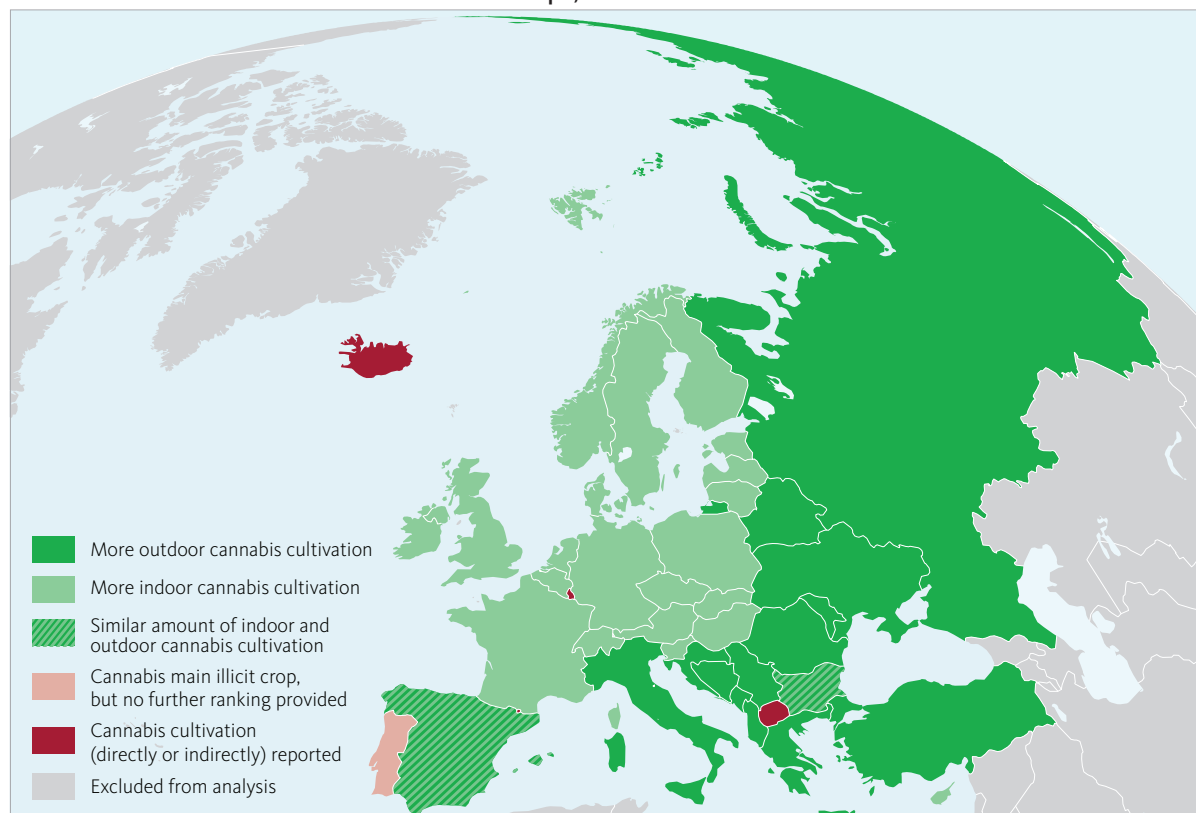 More outdoor cannabis cultivation
More indoor cannabis cultivation
Similar amount of indoor and
outdoor cannabis cultivation
Cannabis main illicit crop,
but no further ranking provided
Cannabis cultivation
(directly or indirectly) reported
Excluded from analysis